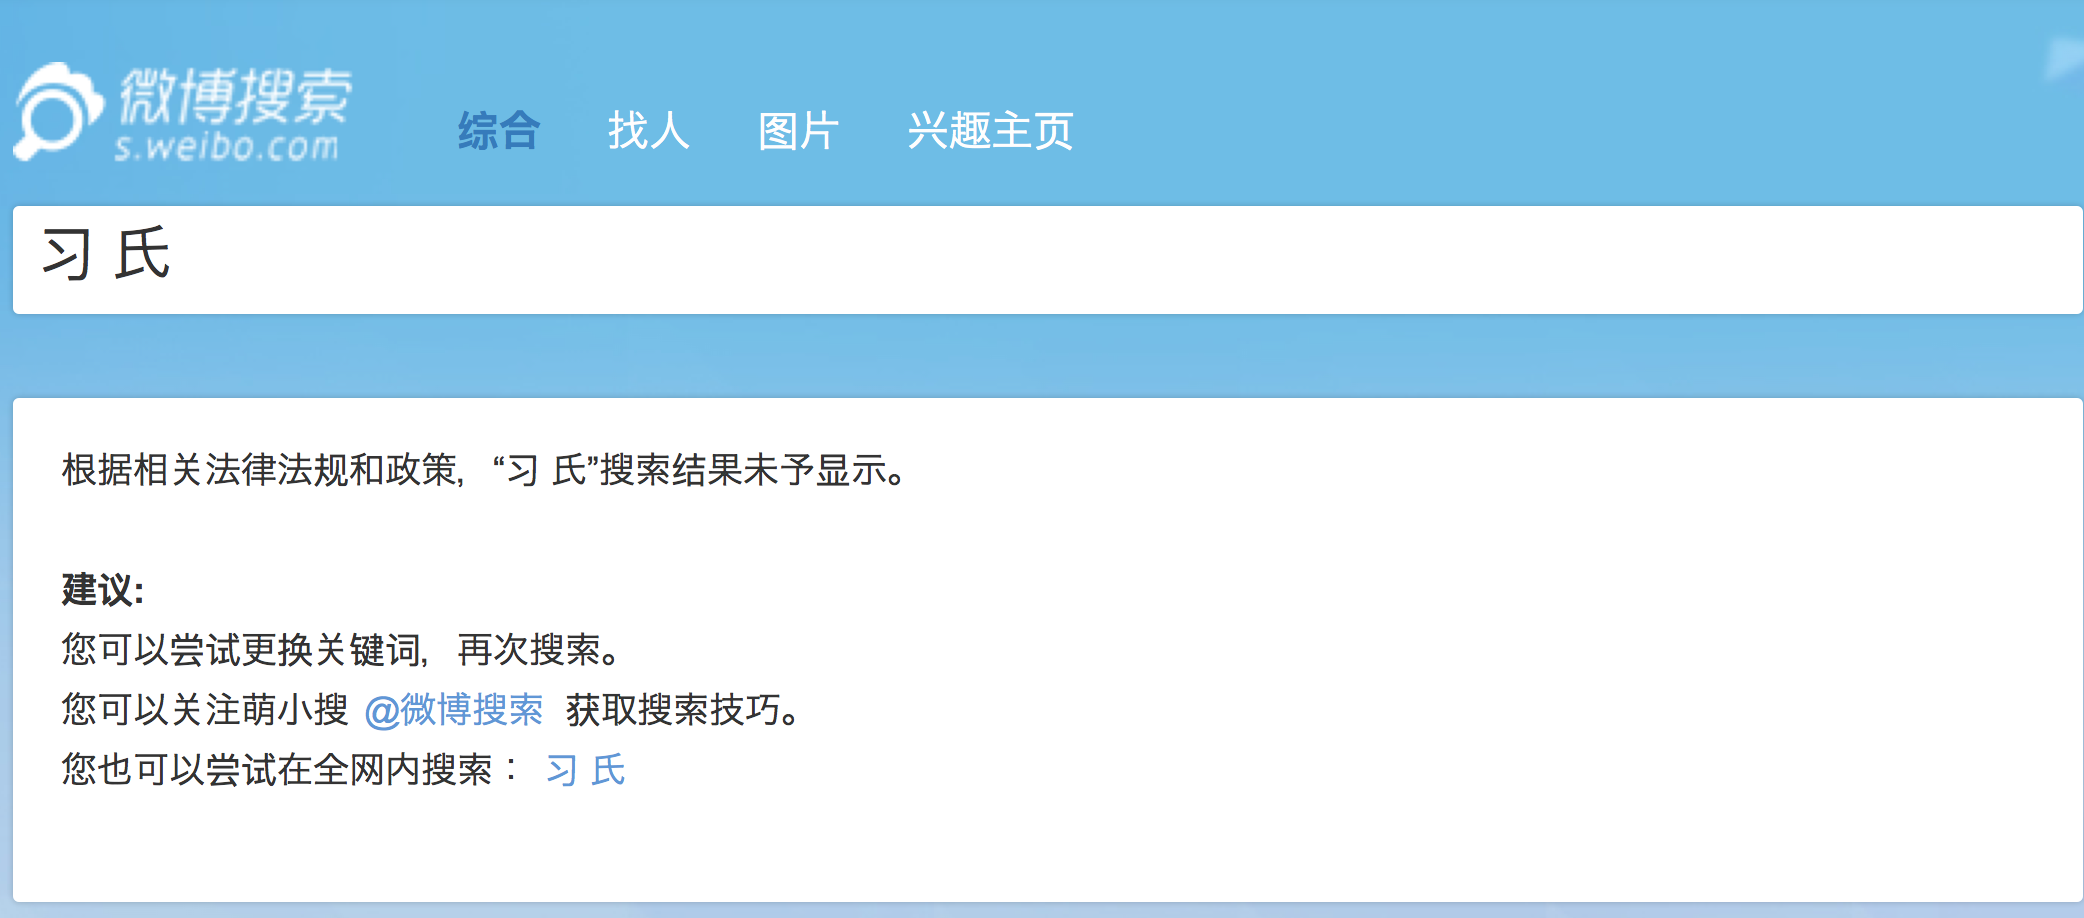 微博搜索
s.weibo.com
综合 找人 图片 兴趣主页
习 氏
根据相关法律法规和政策，“习 氏”搜索结果未予显示。
建议:
您可以尝试更换关键词，再次搜索。
您可以关注萌小搜 @微博搜索 获取搜索技巧。
您也可以尝试在全网内搜索： 习 氏